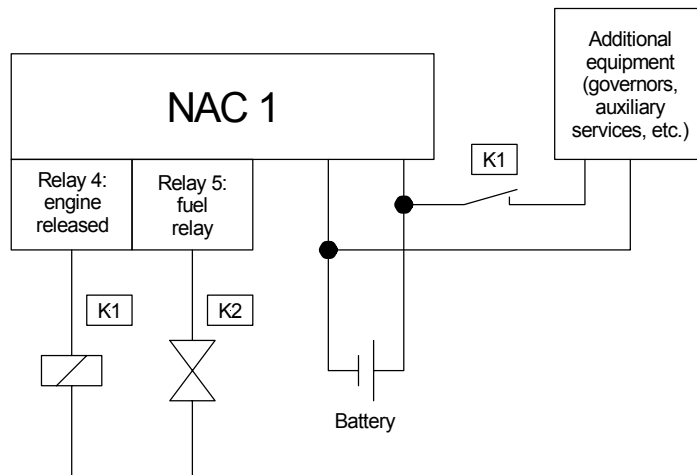 Additional
equipment
(governors,
auxiliary
services, etc.)
NAC 1
K1
Relay 4:
engine
released
Relay 5:
fuel
relay
K1
K2
Battery